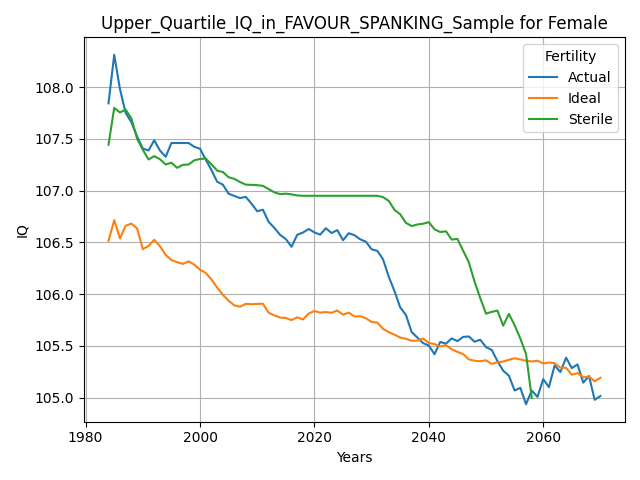 Upper_Quartile_IQ_in_FAVOUR_SPANKING_Sample for Female
Fertility
Actual
Ideal
Sterile
108.0
107.5
107.0
106.5
106.0
105.5
105.0
IQ
1980
2000
2020
2040
2060
Years